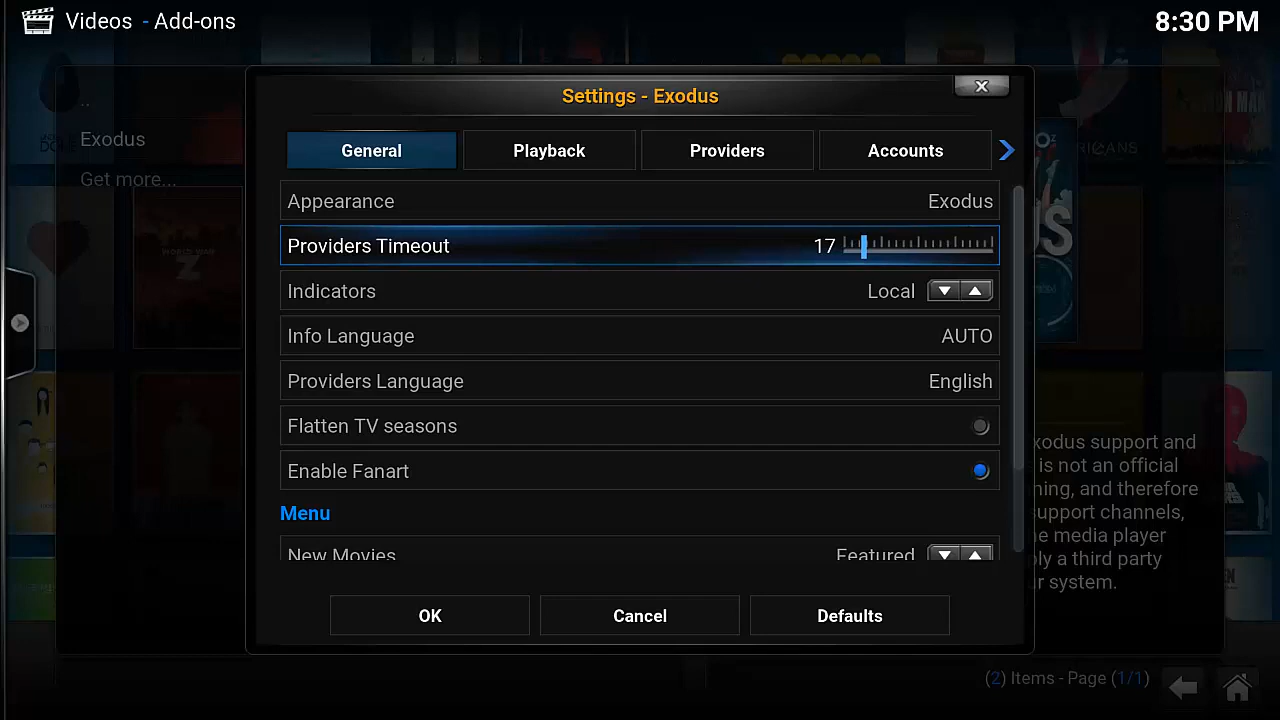 Videos - Add-ons
8:30 PM
..
Exodus
Get more...
Settings - Exodus
General
Playback
Providers
Accounts
Appearance
Exodus
Providers Timeout
17
Indicators
Local
Info Language
AUTO
Providers Language
English
Flatten TV seasons
Enable Fanart
Menu
New Movies
Featured
OK
Cancel
Defaults
xodus support and
is not an official
ning, and therefore
support channels,
e media player
bly a third party
r system.
(2) Items - Page (1/1)